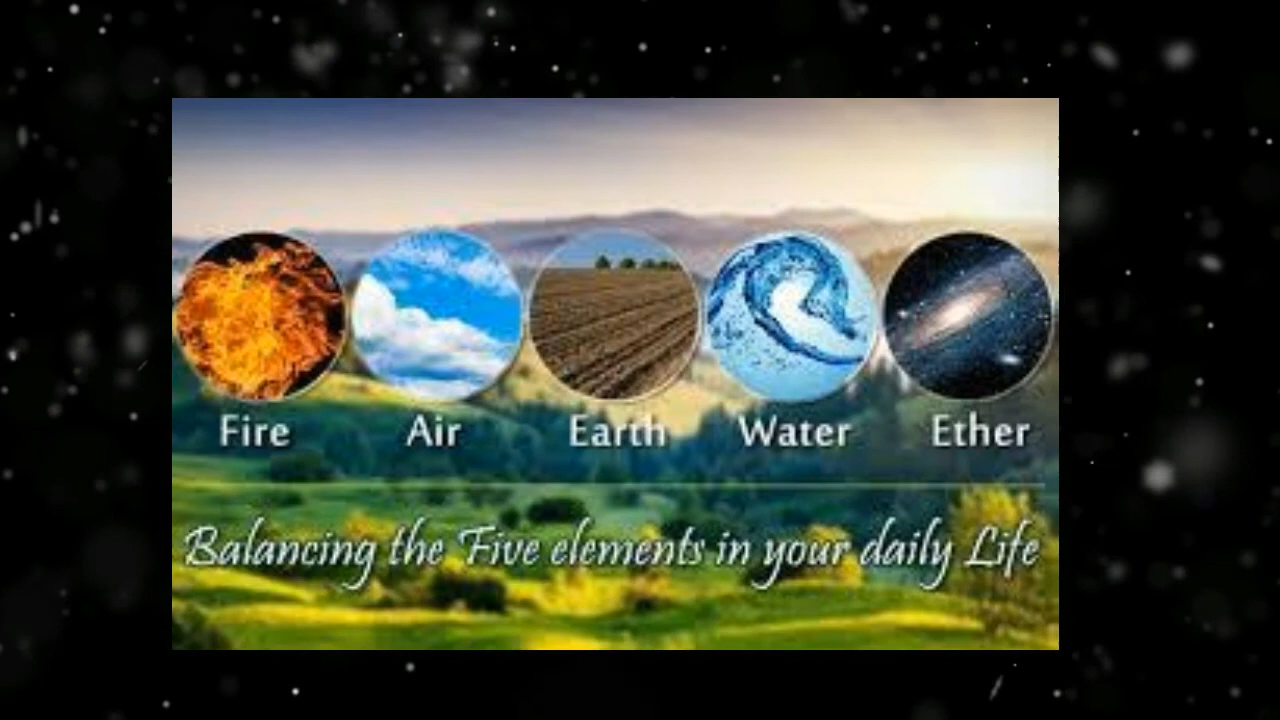 Fire Air Earth Water Ether
Balancing the Five elements in your daily Life